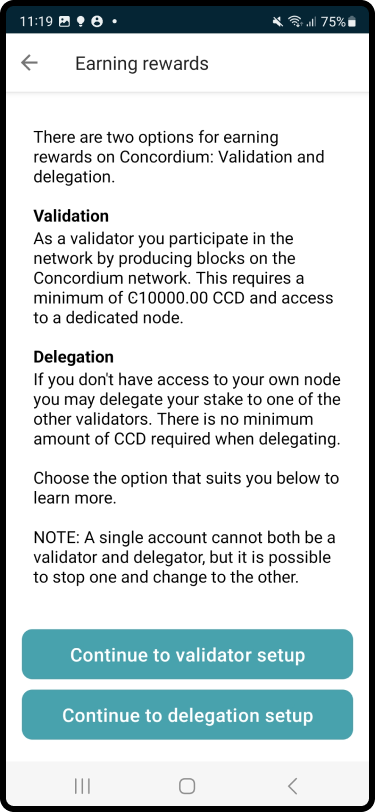 11:19
75%
Earning rewards
There are two options for earning
rewards on Concordium: Validation and
delegation.
Validation
As a validator you participate in the
network by producing blocks on the
Concordium network. This requires a
minimum of Ͼ10000.00 CCD and access
to a dedicated node.
Delegation
If you don't have access to your own node
you may delegate your stake to one of the
other validators. There is no minimum
amount of CCD required when delegating.
Choose the option that suits you below to
learn more.
NOTE: A single account cannot both be a
validator and delegator, but it is possible
to stop one and change to the other.
Continue to validator setup
Continue to delegation setup